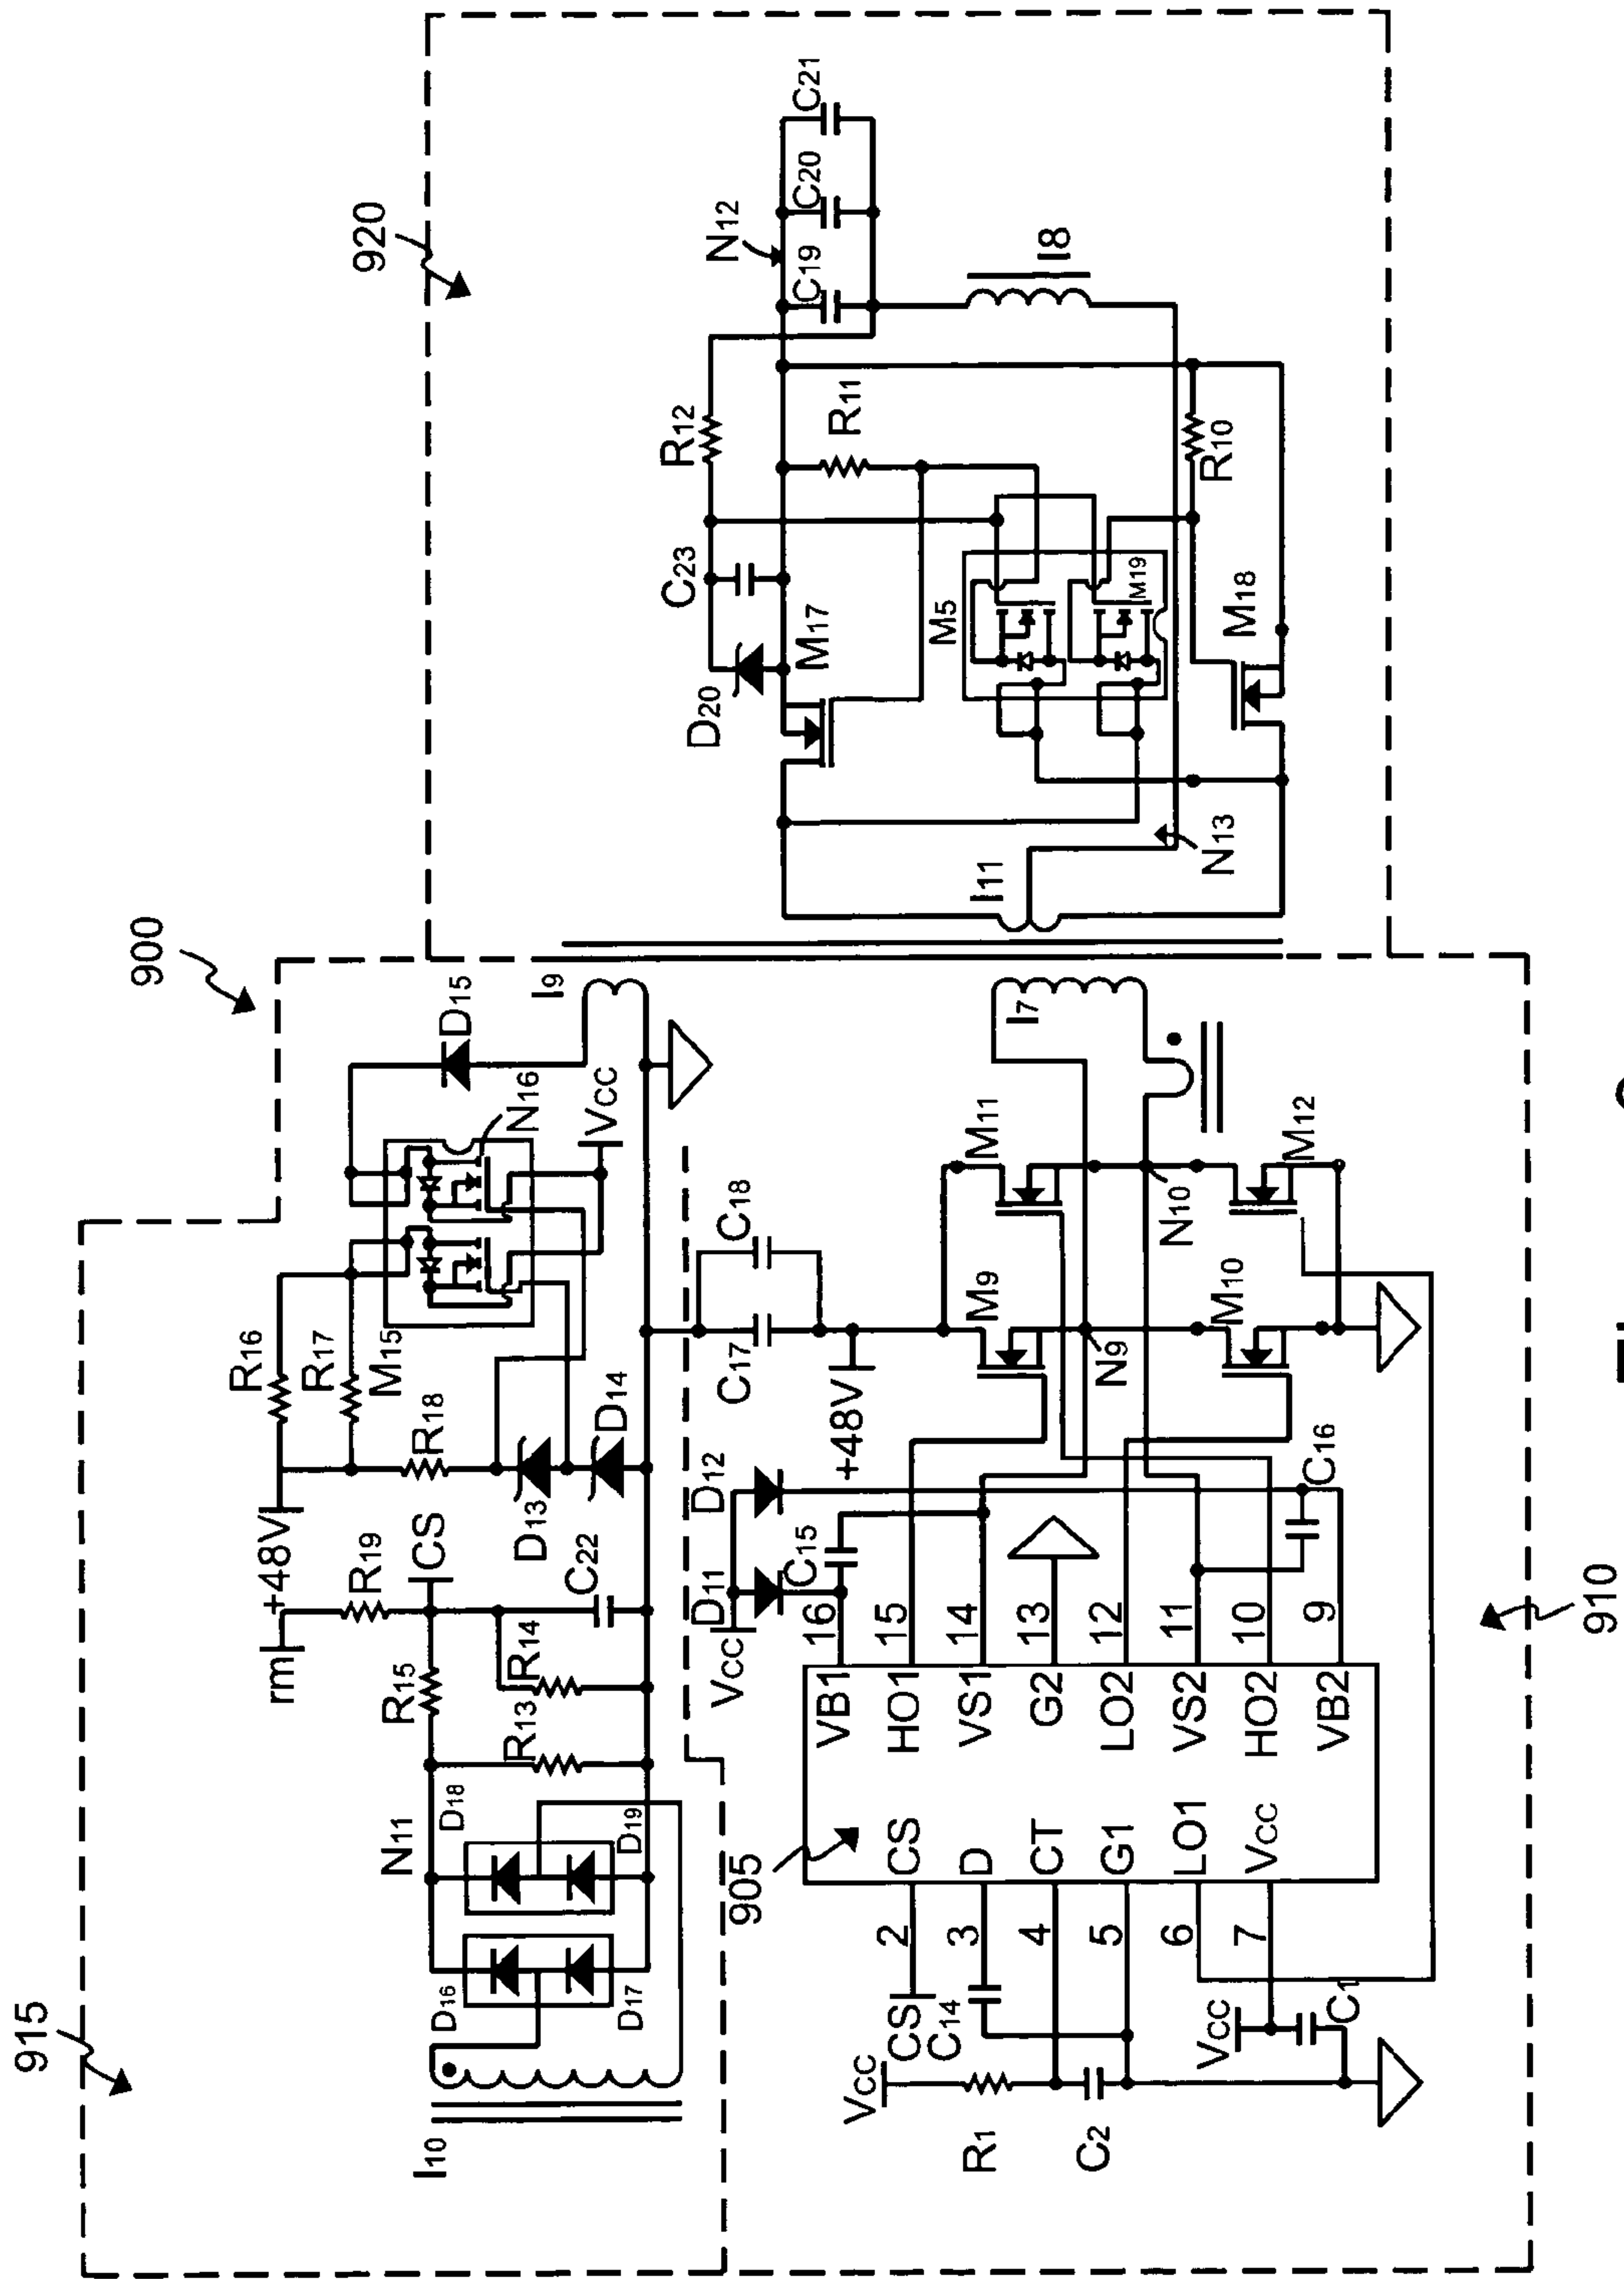 900
915
920
rm
+48V
R16
R17
R19
CS
R18
M15
D15
N16
I9
VCC
R15
R14
R13
C22
D13
D14
N11
D18
D19
D16
D17
I10
D11
D12
VCC
C15
C17
C18
+48V
M9
M11
N9
N10
M10
M12
I7
C16
905
16
15
14
13
12
11
10
9
VB1
HO1
VS1
G2
LO2
VS2
HO2
VB2
CS
D
CT
G1
LO1
VCC
2
3
4
5
6
7
CS
C14
VCC
R1
C2
VCC
C1
910
D20
C23
R12
N12
C19
C20
C21
M17
R11
M5
M19
I8
R10
M18
I11
N13